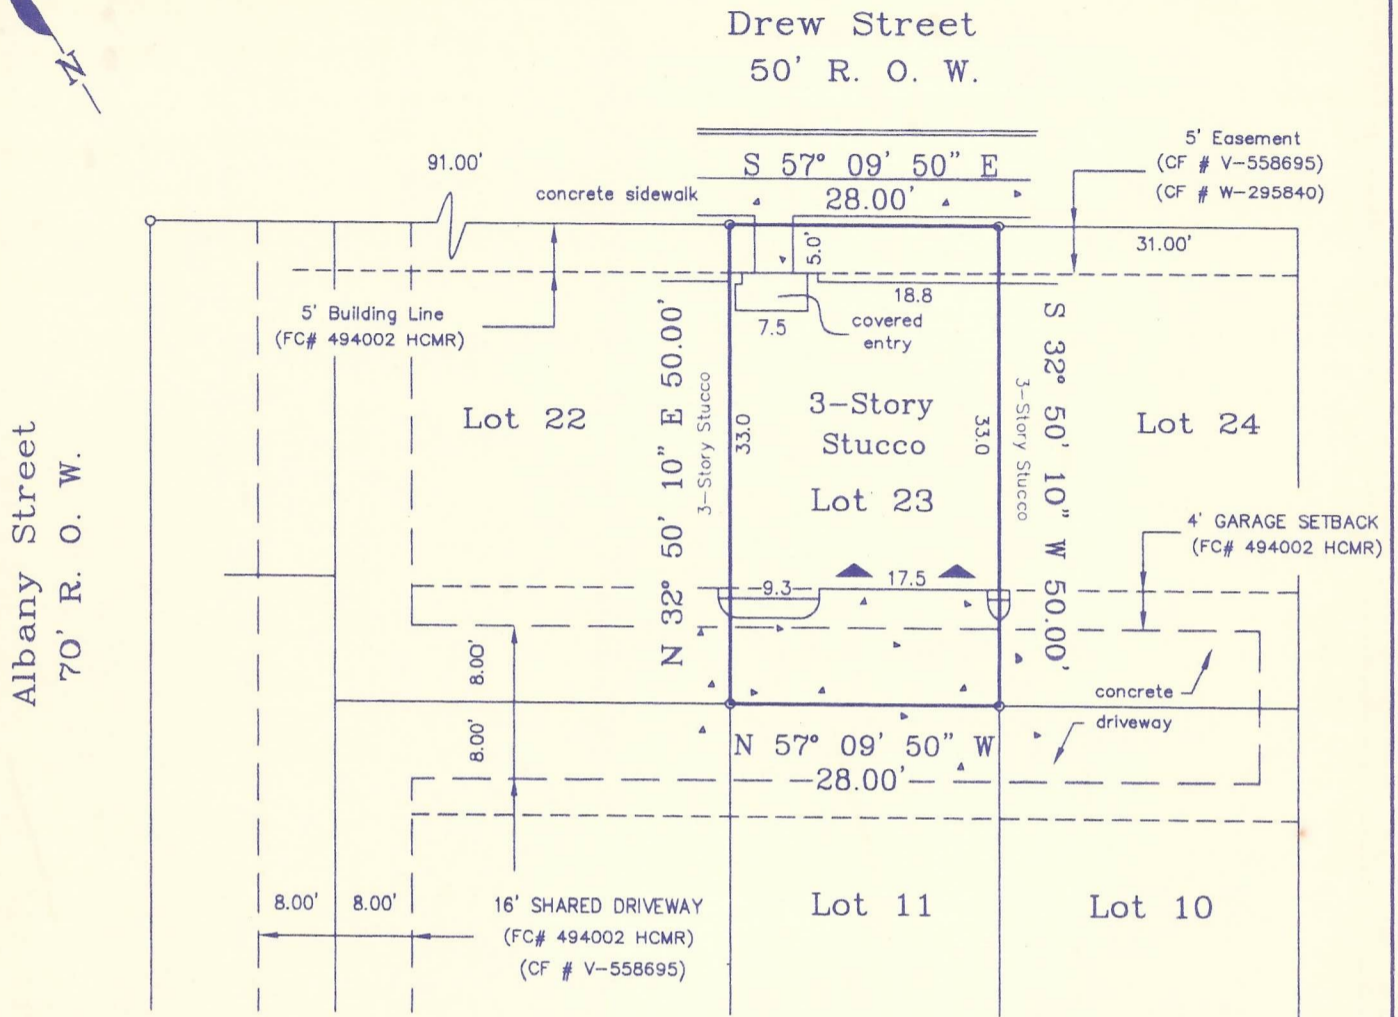 N
Drew Street
50' R. O. W.
91.00'
concrete sidewalk
S 57° 09' 50" E
28.00'
5' Easement
(CF # V-558695)
(CF # W-295840)
31.00'
5.0'
5' Building Line
(FC# 494002 HCMR)
18.8
7.5
covered
entry
Albany Street
70' R. O. W.
Lot 22
N 32° 50' 10" E 50.00'
3-Story Stucco
33.0
3-Story
Stucco
Lot 23
33.0
3-Story Stucco
S 32° 50' 10" W 50.00'
Lot 24
4' GARAGE SETBACK
(FC# 494002 HCMR)
9.3
17.5
8.00'
8.00'
concrete
driveway
N 57° 09' 50" W
28.00'
8.00'
8.00'
16' SHARED DRIVEWAY
(FC# 494002 HCMR)
(CF # V-558695)
Lot 11
Lot 10